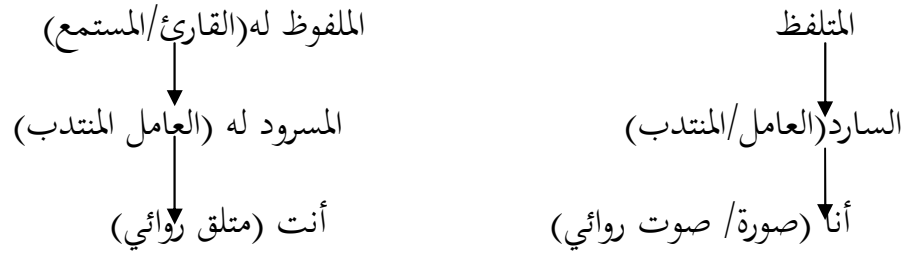 المتلفظ الملفوظ له(القارئ/المستمع)
السارد(العامل/المنتدب) المسرود له (العامل المنتدب)
أنا (صورة/ صوت روائي) أنت (متلق روائي)